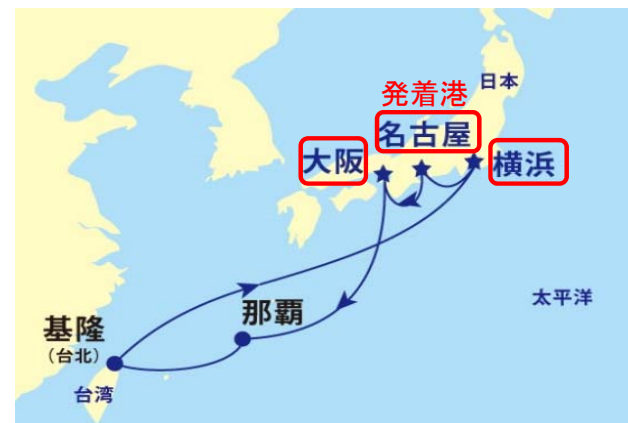 日本
発着港
名古屋
大阪
横浜
太平洋
那覇
基隆
（台北）
台湾